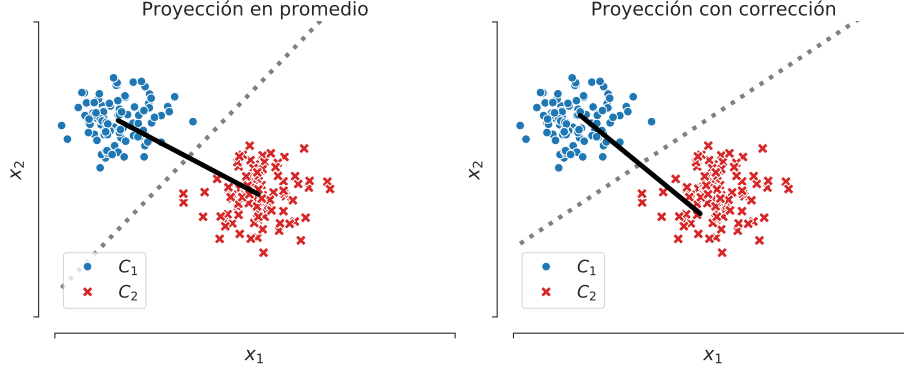 Proyección en promedio
x₂
C₁
C₂
x₁
Proyección con corrección
x₂
C₁
C₂
x₁